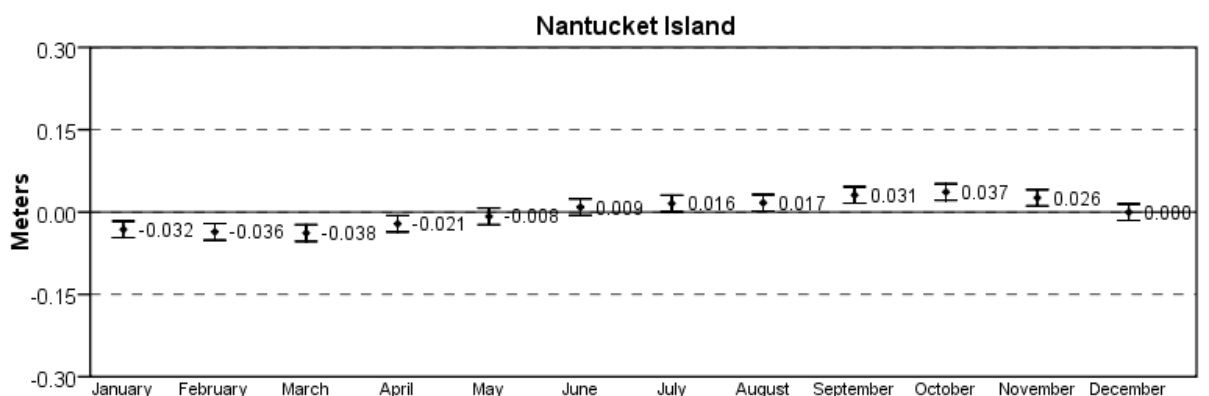 Nantucket Island
0.30
0.15
0.00
-0.15
-0.30
Meters
-0.032 -0.036 -0.038 -0.021 -0.008 0.009 0.016 0.017 0.031 0.037 0.026 0.000
January February March April May June July August September October November December